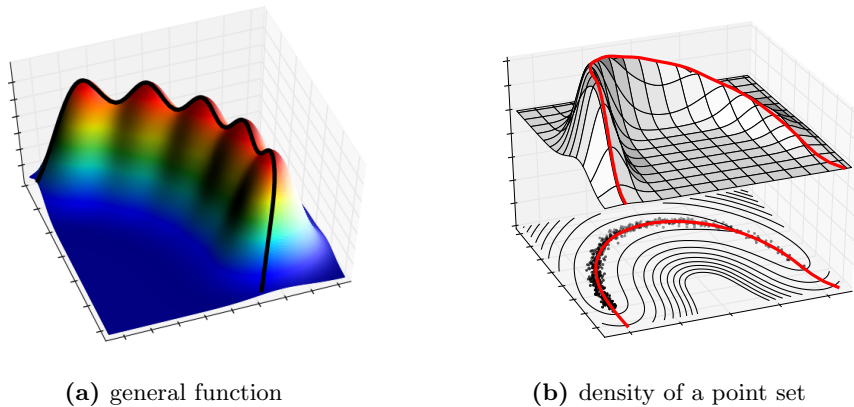 (a) general function
(b) density of a point set